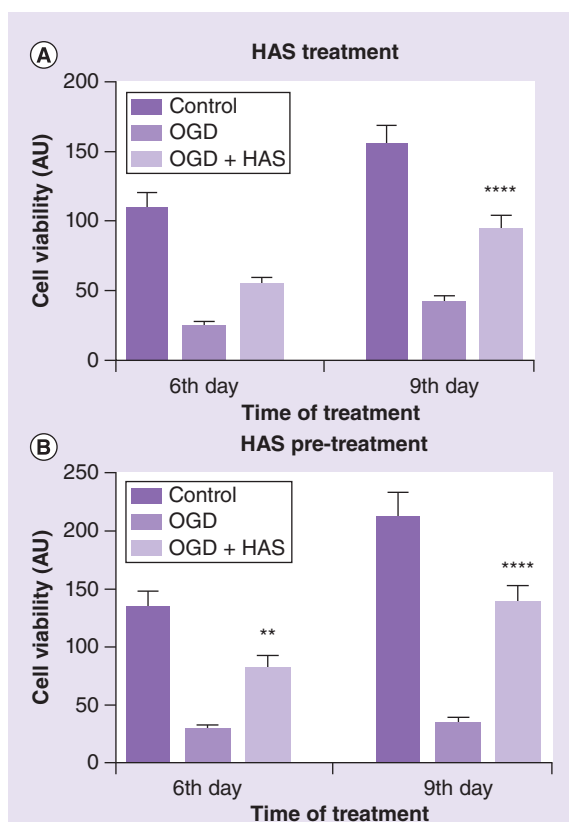 A
HAS treatment
Cell viability (AU)
200
150
100
50
0
Control
OGD
OGD + HAS
****
6th day
9th day
Time of treatment
B
HAS pre-treatment
Cell viability (AU)
250
200
150
100
50
0
Control
OGD
OGD + HAS
**
****
6th day
9th day
Time of treatment